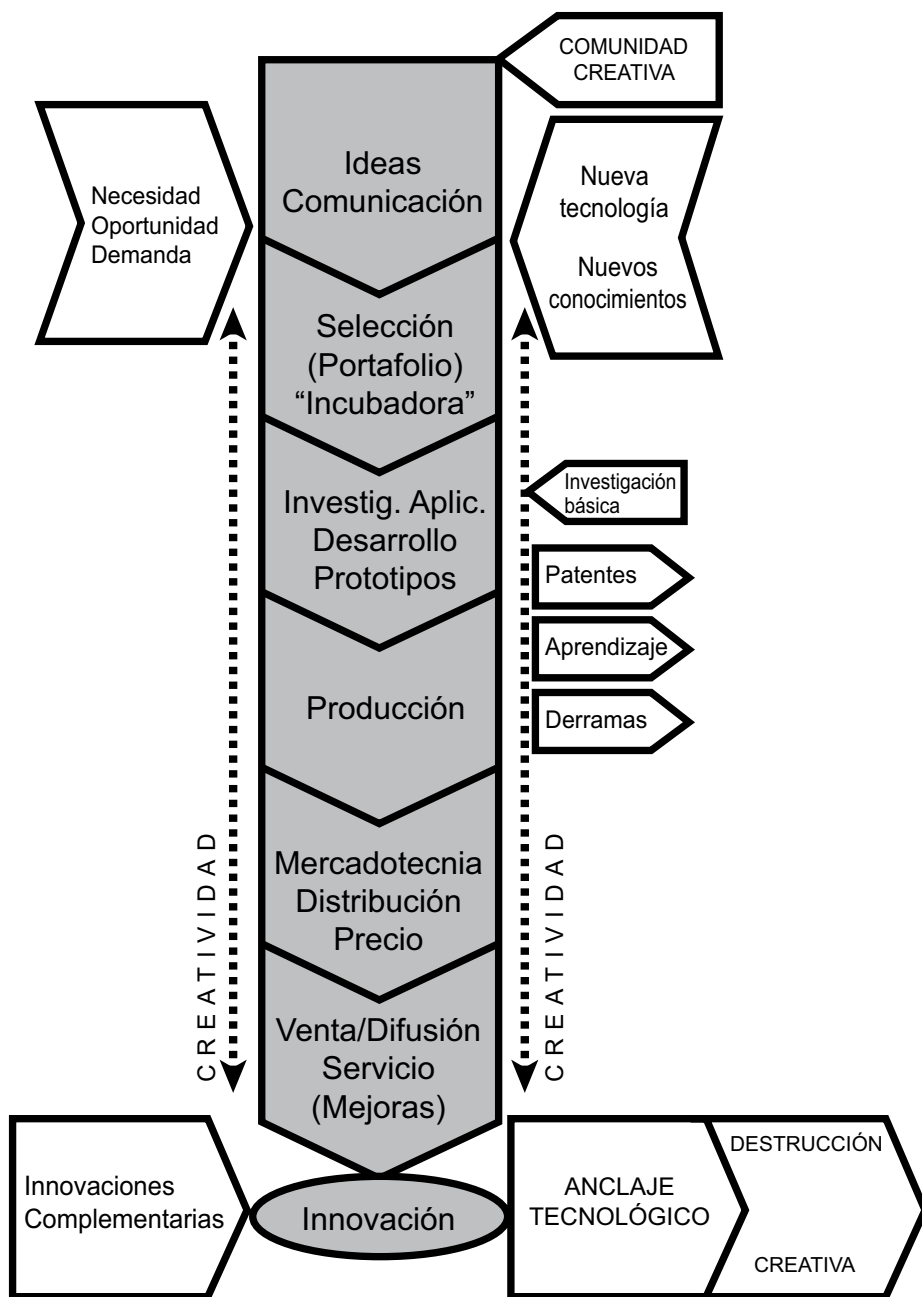 COMUNIDAD
CREATIVA
Ideas
Comunicación
Necesidad
Oportunidad
Demanda
Nueva
tecnología
Nuevos
conocimientos
Selección
(Portafolio)
“Incubadora”
Investig. Aplic.
Desarrollo
Prototipos
Investigación
básica
Patentes
Aprendizaje
Derramas
Producción
CREATIVIDAD
Mercadotecnia
Distribución
Precio
CREATIVIDAD
Venta/Difusión
Servicio
(Mejoras)
Innovaciones
Complementarias
Innovación
ANCLAJE
TECNOLÓGICO
DESTRUCCIÓN
CREATIVA